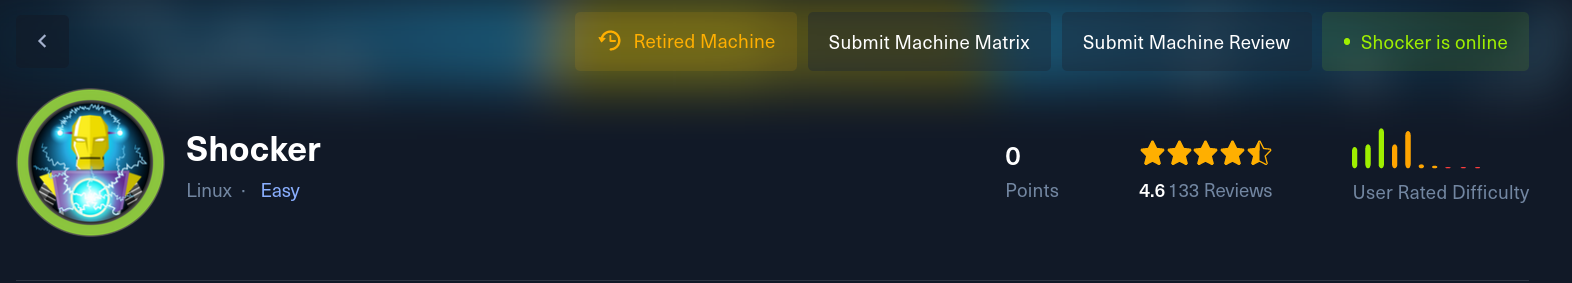 Retired Machine
Submit Machine Matrix
Submit Machine Review
Shocker is online
Shocker
Linux · Easy
0
Points
4.6 133 Reviews
User Rated Difficulty